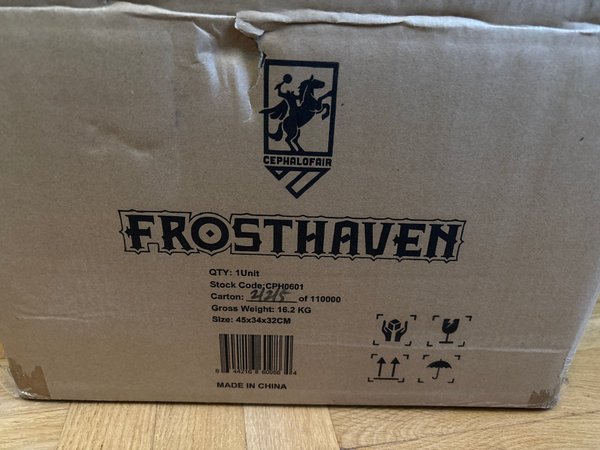 CEPHALOFAIR
FROSTHAVEN
QTY: 1Unit
Stock Code:CPH0601
Carton: of 110000
Gross Weight: 16.2 KG
Size: 45x34x32CM
MADE IN CHINA